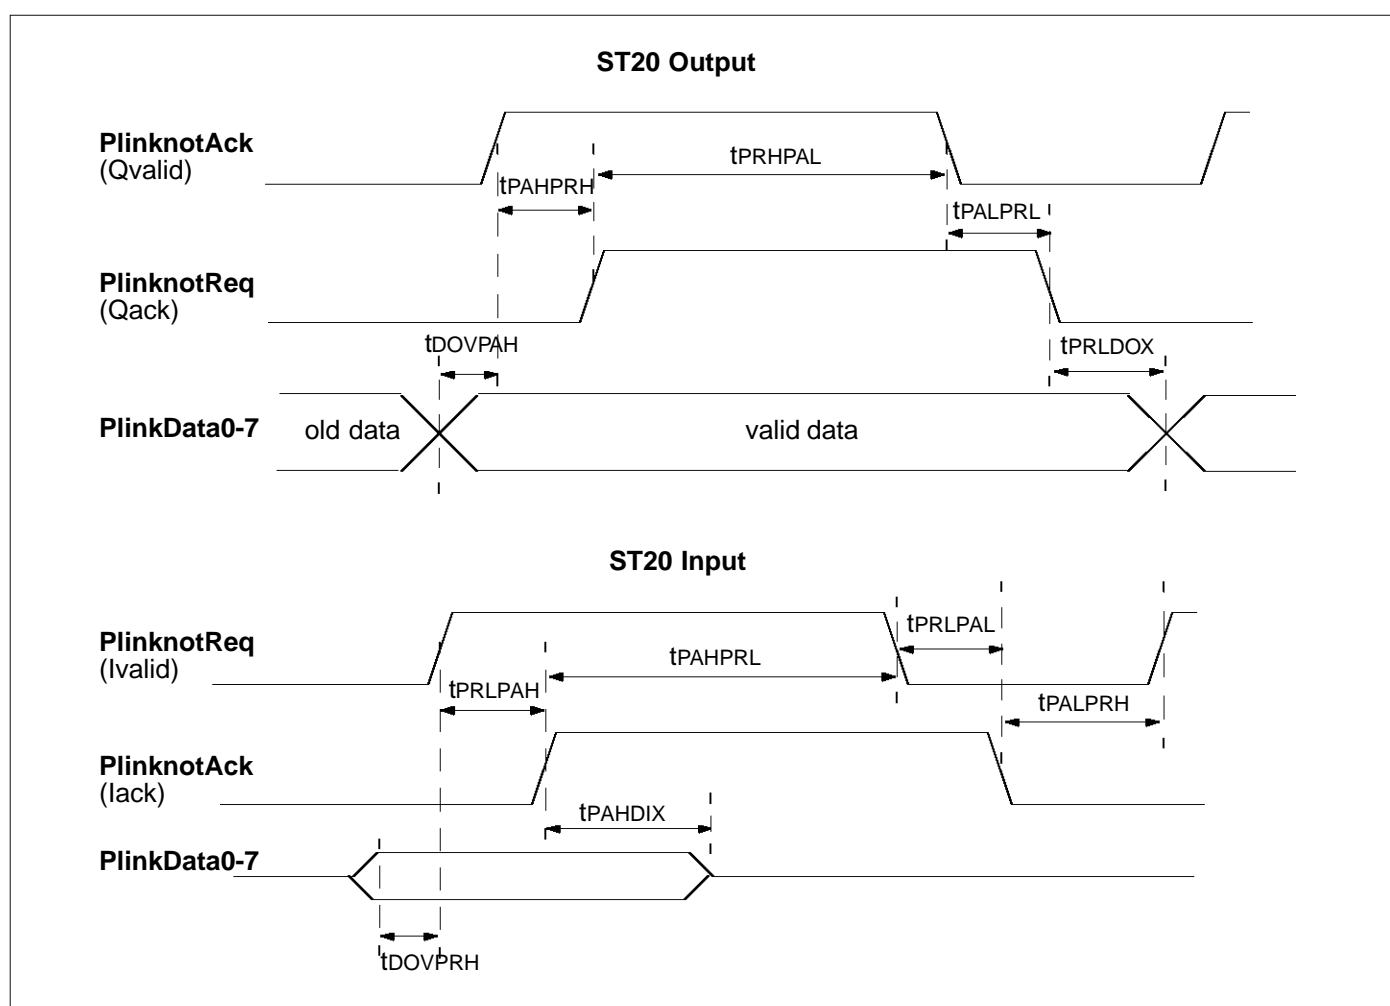 ST20 Output
PlinknotAck
(Qvalid)
tPRHPAL
tPAHPRH
tPALPRL
PlinknotReq
(Qack)
tDOVPAH
tPRLDOX
PlinkData0-7
old data
valid data
ST20 Input
PlinknotReq
(Ivalid)
tPRLPAL
tPAHPRL
tPRLPAH
tPALPRH
PlinknotAck
(Iack)
tPAHDIX
PlinkData0-7
tDOVPRH